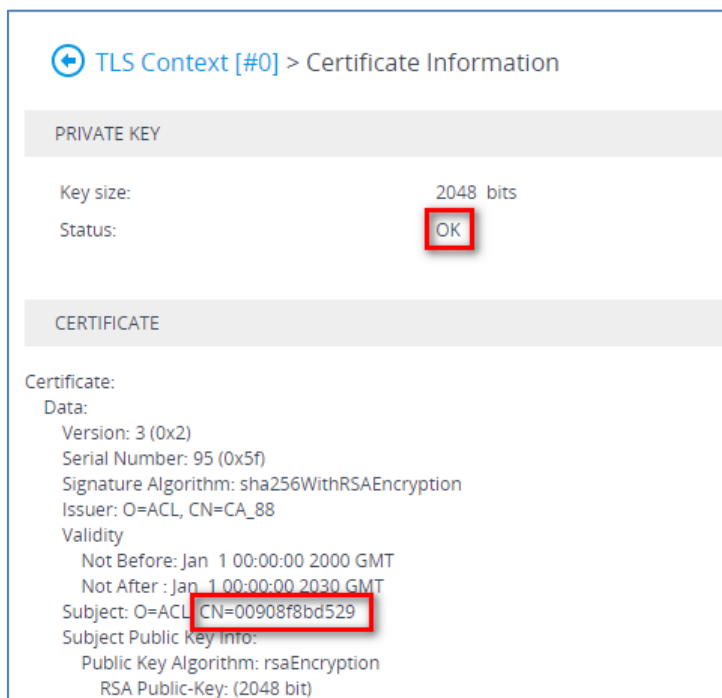 TLS Context [#0] > Certificate Information
PRIVATE KEY
Key size: 2048 bits
Status: OK
CERTIFICATE
Certificate:
Data:
Version: 3 (0x2)
Serial Number: 95 (0x5f)
Signature Algorithm: sha256WithRSAEncryption
Issuer: O=ACL, CN=CA_88
Validity
Not Before: Jan 1 00:00:00 2000 GMT
Not After : Jan 1 00:00:00 2030 GMT
Subject: O=ACL, CN=00908f8bd529
Subject Public Key Info:
Public Key Algorithm: rsaEncryption
RSA Public-Key: (2048 bit)